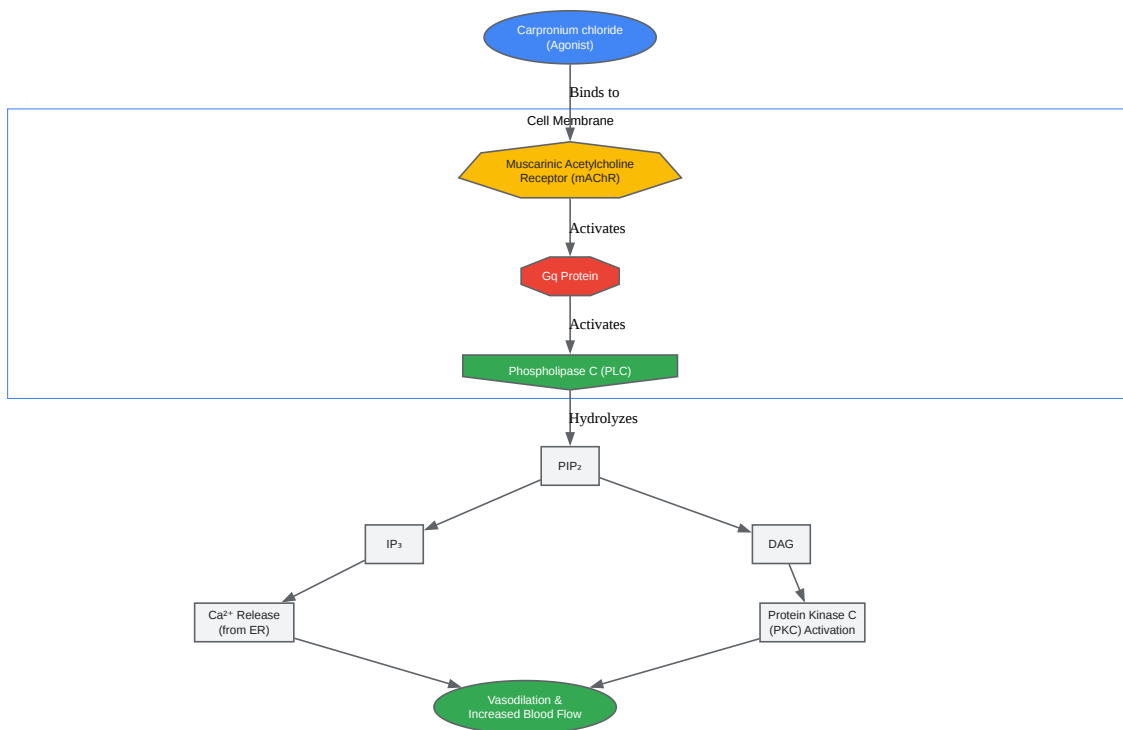 Carpronium chloride
(Agonist)
Binds to
Cell Membrane
Muscarinic Acetylcholine
Receptor (mAChR)
Activates
Gq Protein
Activates
Phospholipase C (PLC)
Hydrolyzes
PIP₂
IP₃
DAG
Ca²⁺ Release
(from ER)
Protein Kinase C
(PKC) Activation
Vasodilation &
Increased Blood Flow